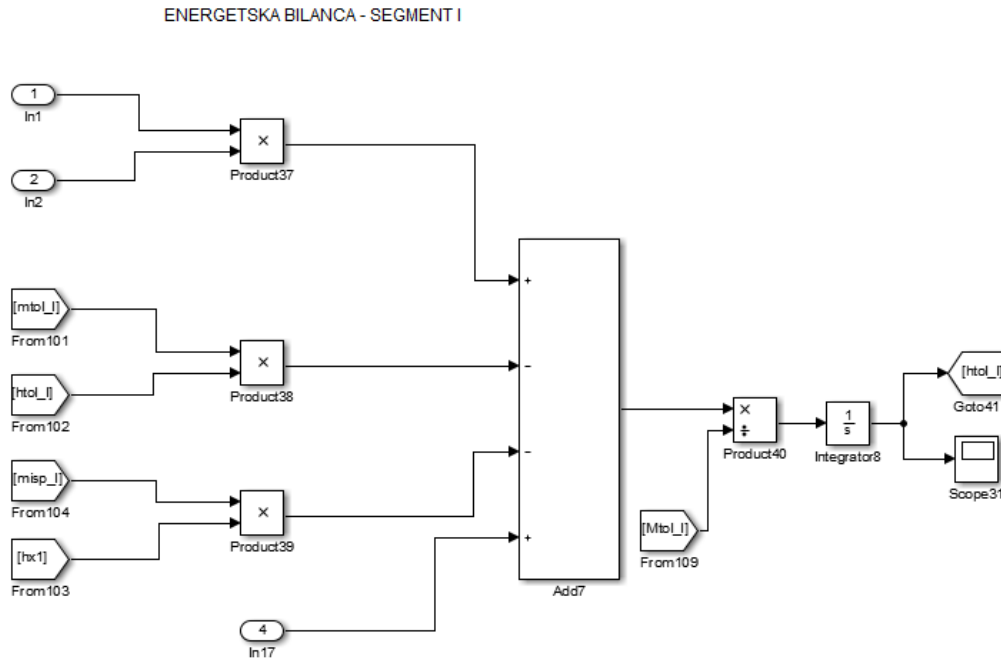 ENERGETSKA BILANCA - SEGMENT I
1
In1
2
In2
×
Product37
[mtol_I]
From101
[htol_I]
From102
×
Product38
[misp_I]
From104
[hx1]
From103
×
Product39
4
In17
+
−
−
+
Add7
×
÷
Product40
[Mtol_I]
From109
1
s
Integrator8
[htol_I]
Goto41
Scope31